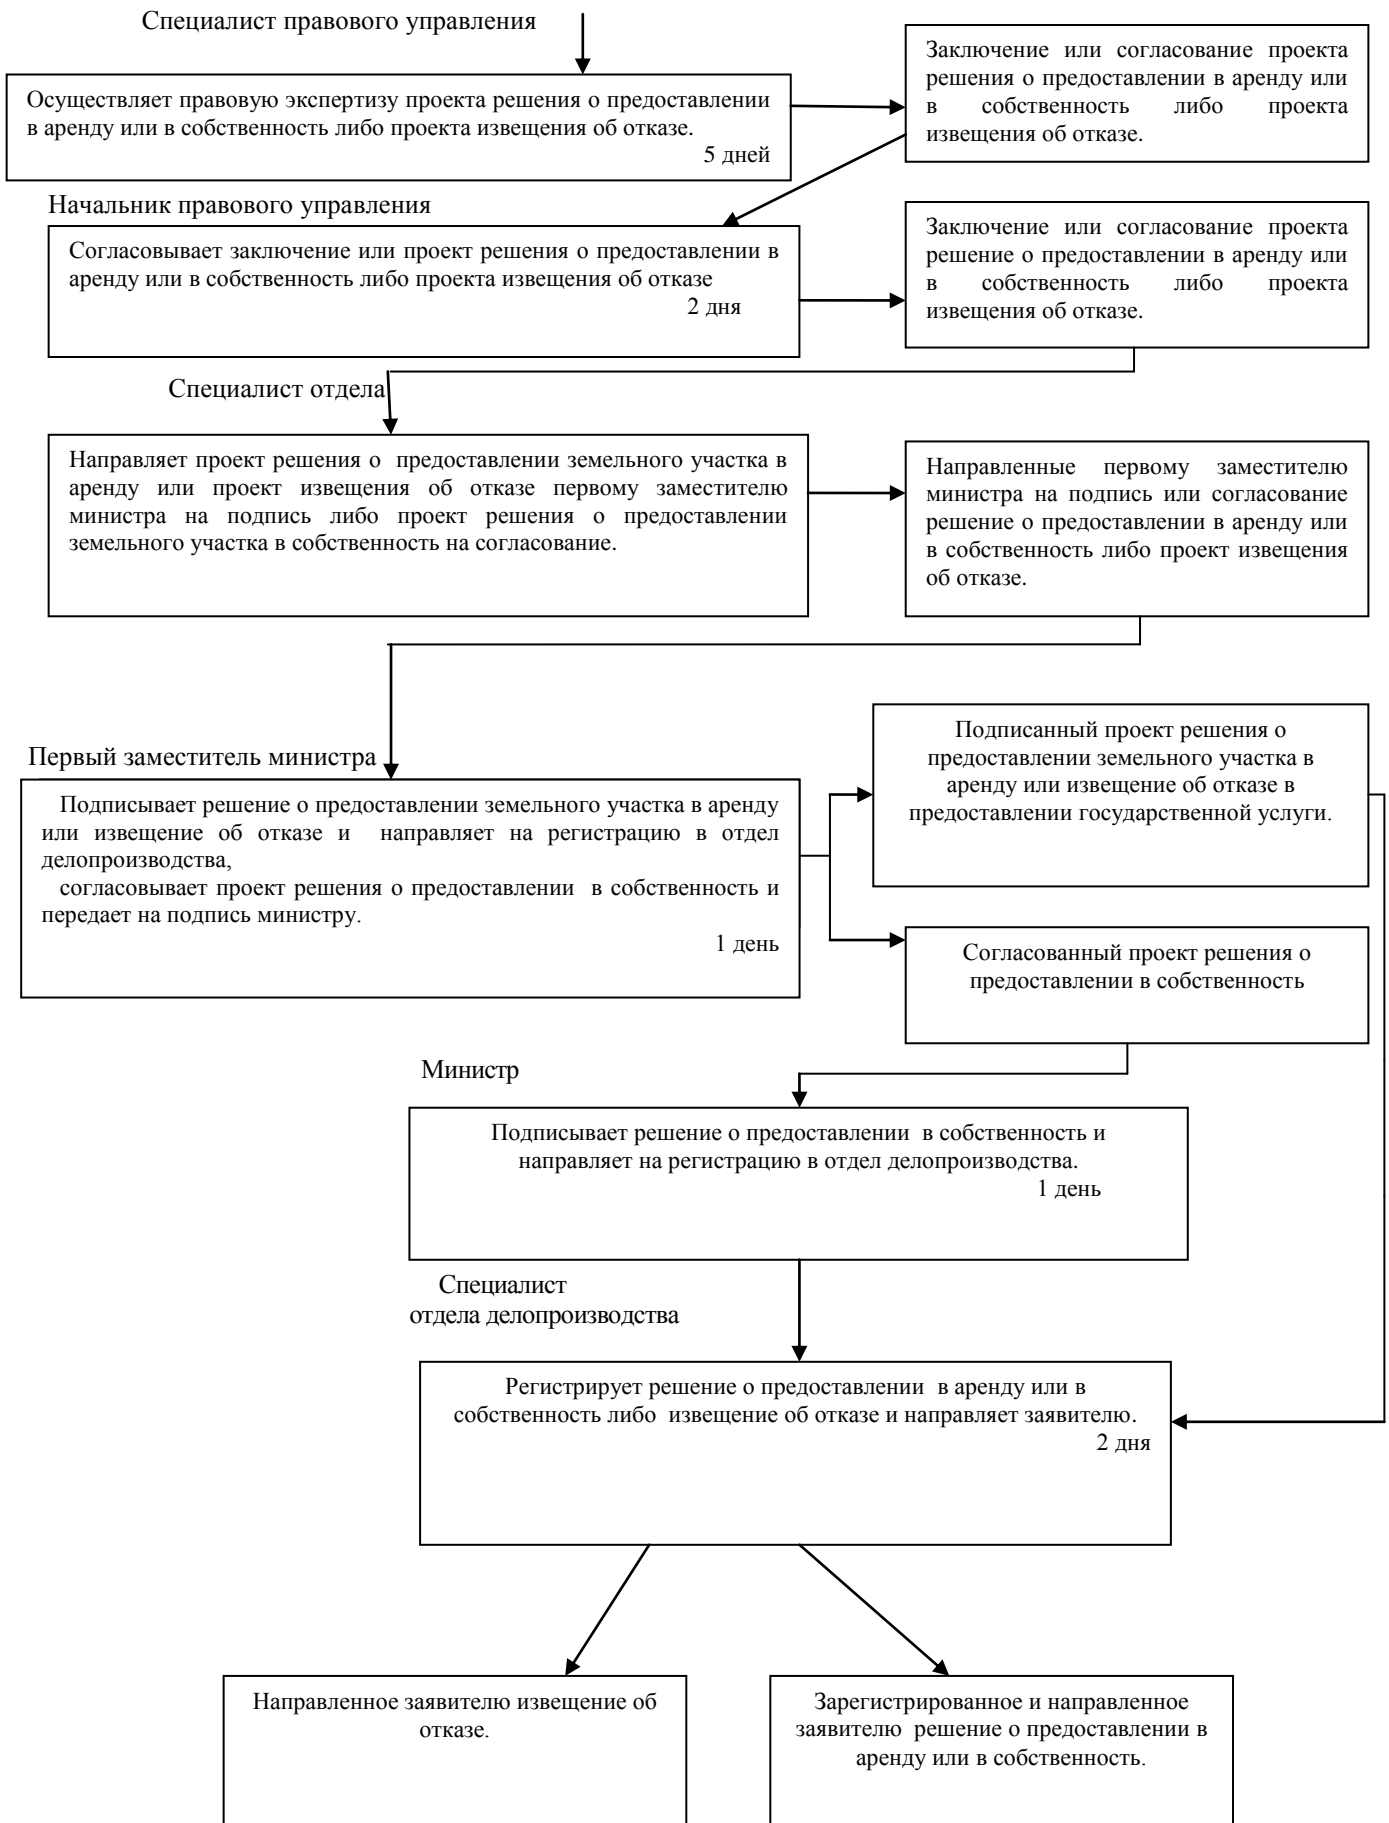 Специалист правового управления
Осуществляет правовую экспертизу проекта решения о предоставлении
в аренду или в собственность либо проекта извещения об отказе.
5 дней
Заключение или согласование проекта
решения о предоставлении в аренду или
в собственность либо проекта
извещения об отказе.
Начальник правового управления
Согласовывает заключение или проект решения о предоставлении в
аренду или в собственность либо проекта извещения об отказе
2 дня
Заключение или согласование проекта
решение о предоставлении в аренду или
в собственность либо проекта
извещения об отказе.
Специалист отдела
Направляет проект решения о предоставлении земельного участка в
аренду или проект извещения об отказе первому заместителю
министра на подпись либо проект решения о предоставлении
земельного участка в собственность на согласование.
Направленные первому заместителю
министра на подпись или согласование
решение о предоставлении в аренду или
в собственность либо проект извещения
об отказе.
Первый заместитель министра
Подписывает решение о предоставлении земельного участка в аренду
или извещение об отказе и направляет на регистрацию в отдел
делопроизводства,
согласовывает проект решения о предоставлении в собственность и
передает на подпись министру.
1 день
Подписанный проект решения о
предоставлении земельного участка в
аренду или извещение об отказе в
предоставлении государственной услуги.
Согласованный проект решения о
предоставлении в собственность
Министр
Подписывает решение о предоставлении в собственность и
направляет на регистрацию в отдел делопроизводства.
1 день
Специалист
отдела делопроизводства
Регистрирует решение о предоставлении в аренду или в
собственность либо извещение об отказе и направляет заявителю.
2 дня
Направленное заявителю извещение об
отказе.
Зарегистрированное и направленное
заявителю решение о предоставлении в
аренду или в собственность.